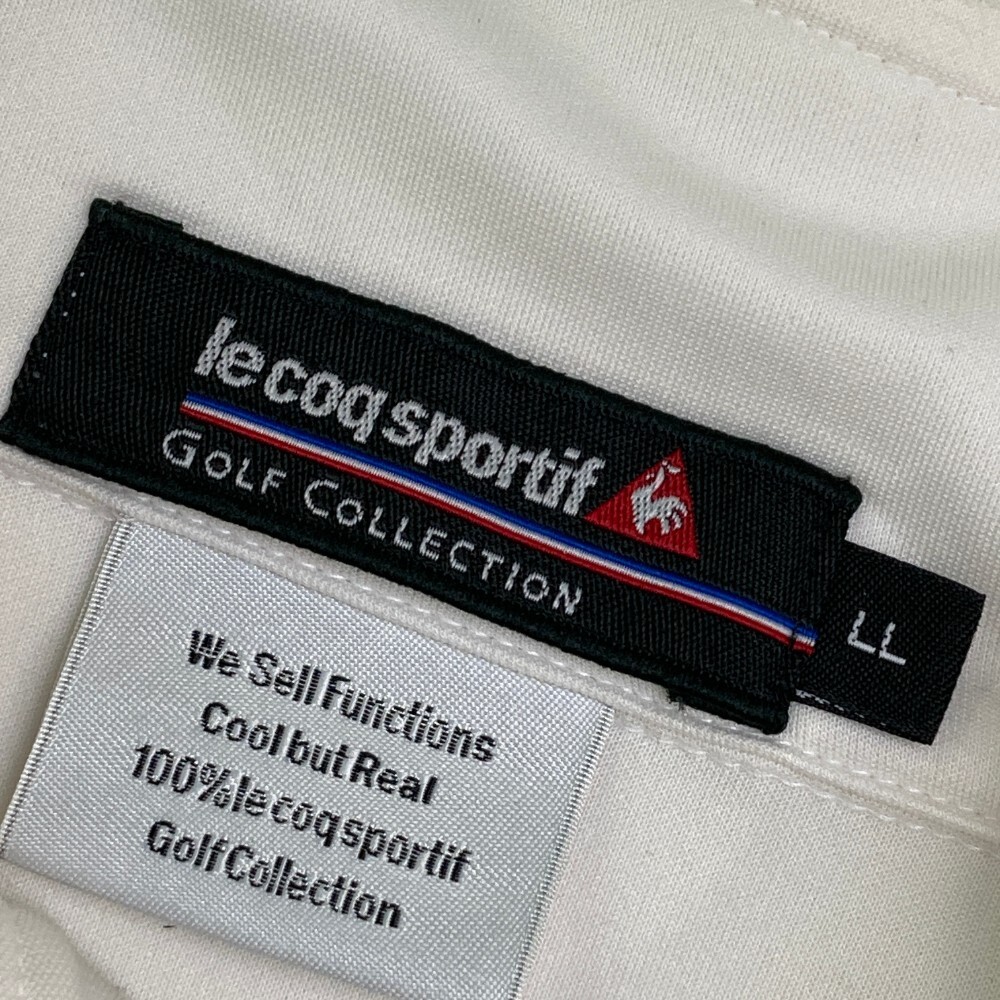 le coq sportif
GOLF COLLECTION
LL
We Sell Functions
Cool but Real
100% le coq sportif
Golf Collection